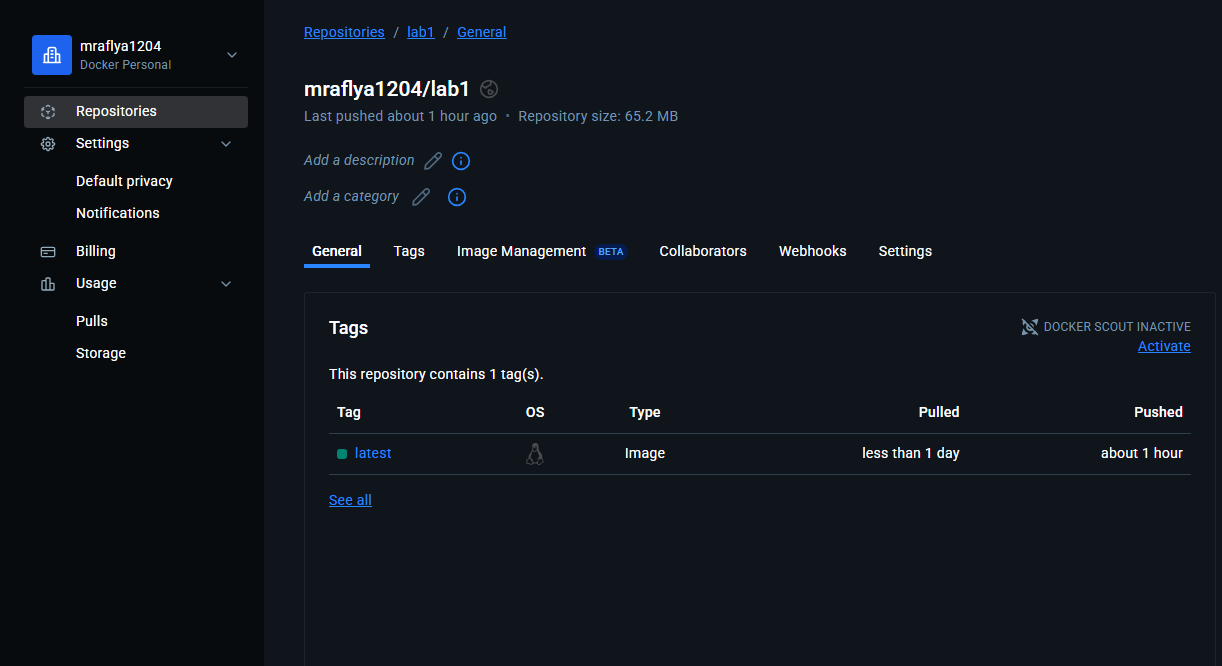 mraflya1204
Docker Personal
Repositories
Settings
Default privacy
Notifications
Billing
Usage
Pulls
Storage
Repositories / lab1 / General
mraflya1204/lab1
Last pushed about 1 hour ago • Repository size: 65.2 MB
Add a description
Add a category
General Tags Image Management BETA Collaborators Webhooks Settings
Tags
DOCKER SCOUT INACTIVE
Activate
This repository contains 1 tag(s).
Tag OS Type Pulled Pushed
latest Image less than 1 day about 1 hour
See all